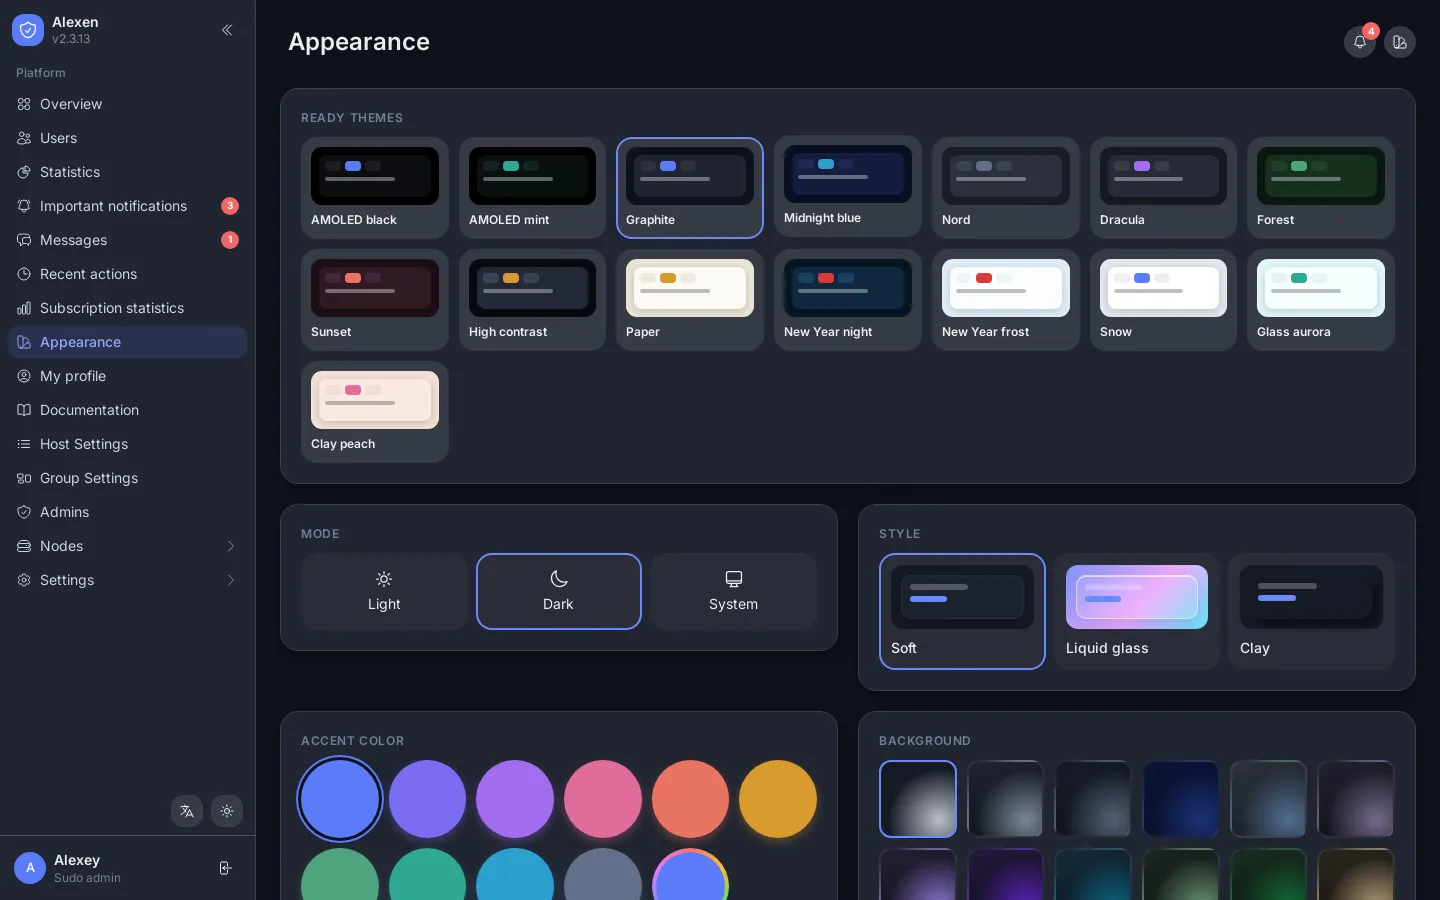 Alexen
v2.3.13
Platform
Overview
Users
Statistics
Important notifications
3
Messages
1
Recent actions
Subscription statistics
Appearance
My profile
Documentation
Host Settings
Group Settings
Admins
Nodes
Settings
A
Alexey
Sudo admin
Appearance
4
READY THEMES
AMOLED black
AMOLED mint
Graphite
Midnight blue
Nord
Dracula
Forest
Sunset
High contrast
Paper
New Year night
New Year frost
Snow
Glass aurora
Clay peach
MODE
Light
Dark
System
STYLE
Soft
Liquid glass
Clay
ACCENT COLOR
BACKGROUND